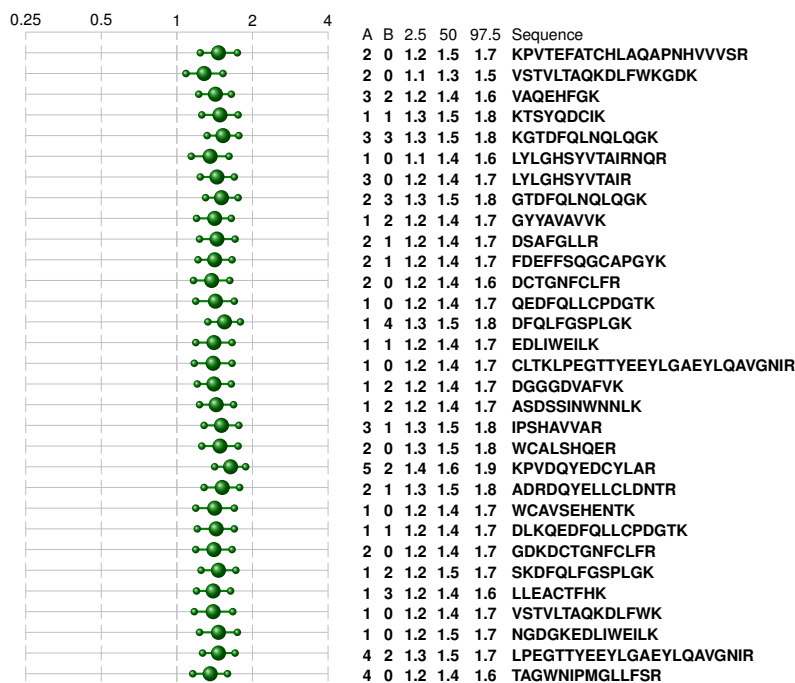 0.25 0.5 1 2 4
A B 2.5 50 97.5 Sequence
2 0 1.2 1.5 1.7 KPVTEFATCHLAQAPNHVVVSR
2 0 1.1 1.3 1.5 VSTVLTAQKDLFWKGDK
3 2 1.2 1.4 1.6 VAQEHFGK
1 1 1.3 1.5 1.8 KTSYQDCIK
3 3 1.3 1.5 1.8 KGTDFQLNQLQGK
1 0 1.1 1.4 1.6 LYLGHSYVTAIRNQR
3 0 1.2 1.4 1.7 LYLGHSYVTAIR
2 3 1.3 1.5 1.8 GTDFQLNQLQGK
1 2 1.2 1.4 1.7 GYYAVAVVK
2 1 1.2 1.4 1.7 DSAFGLLR
2 1 1.2 1.4 1.7 FDEFFSQGCAPGYK
2 0 1.2 1.4 1.6 DCTGNFCLFR
1 0 1.2 1.4 1.7 QEDFQLLCPDGTK
1 4 1.3 1.5 1.8 DFQLFGSPLGK
1 1 1.2 1.4 1.7 EDLIWEILK
1 0 1.2 1.4 1.7 CLTKLPEGTTYEEYLGAEYLQAVGNIR
1 2 1.2 1.4 1.7 DGGGDVAFVK
1 2 1.2 1.4 1.7 ASDSSINWNNLK
3 1 1.3 1.5 1.8 IPSHAVVAR
2 0 1.3 1.5 1.8 WCALSHQER
5 2 1.4 1.6 1.9 KPVDQYEDCYLAR
2 1 1.3 1.5 1.8 ADRDQYELLCLDNTR
1 0 1.2 1.4 1.7 WCAVSEHENTK
1 1 1.2 1.4 1.7 DLKQEDFQLLCPDGTK
2 0 1.2 1.4 1.7 GDKDCTGNFCLFR
1 2 1.2 1.5 1.7 SKDFQLFGSPLGK
1 3 1.2 1.4 1.6 LLEACTFHK
1 0 1.2 1.4 1.7 VSTVLTAQKDLFWK
1 0 1.2 1.5 1.7 NGDGKEDLIWEILK
4 2 1.3 1.5 1.7 LPEGTTYEEYLGAEYLQAVGNIR
4 0 1.2 1.4 1.6 TAGWNIPMGLLFSR